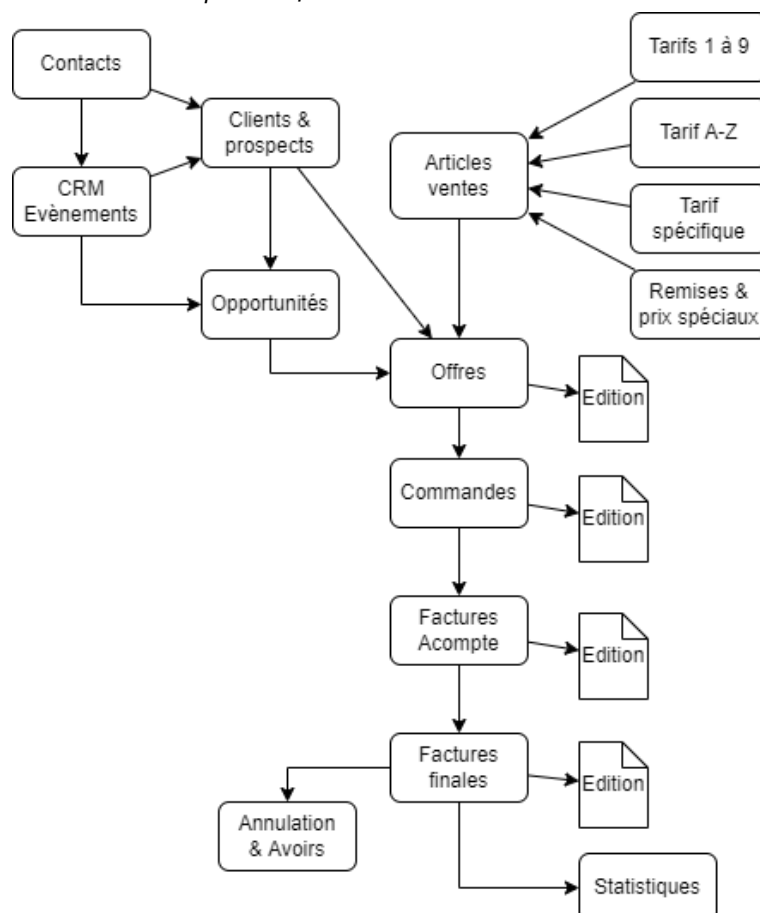 Contacts
Tarifs 1 à 9
Clients &
prospects
Tarif A-Z
Articles
ventes
CRM
Evènements
Tarif
spécifique
Opportunités
Remises &
prix spéciaux
Offres
Edition
Commandes
Edition
Factures
Acompte
Edition
Factures
finales
Edition
Annulation
& Avoirs
Statistiques